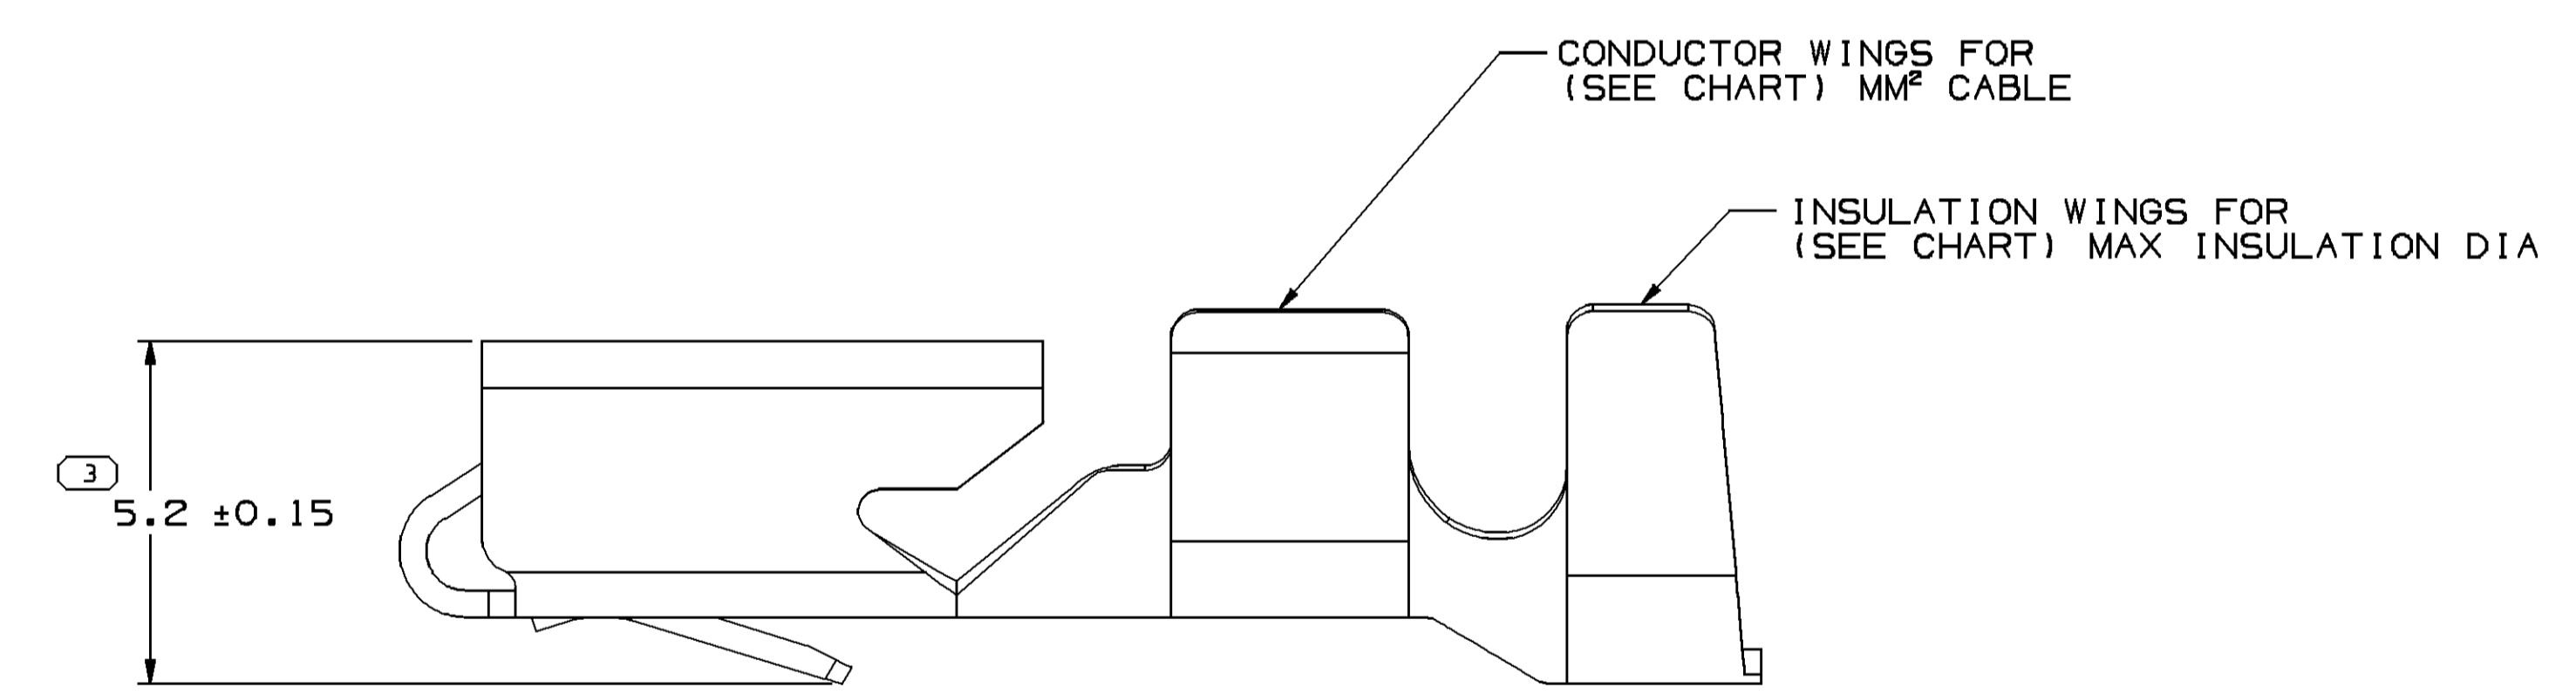 CONDUCTOR WINGS FOR
(SEE CHART) MM² CABLE
INSULATION WINGS FOR
(SEE CHART) MAX INSULATION DIA
3
5.2 ±0.15